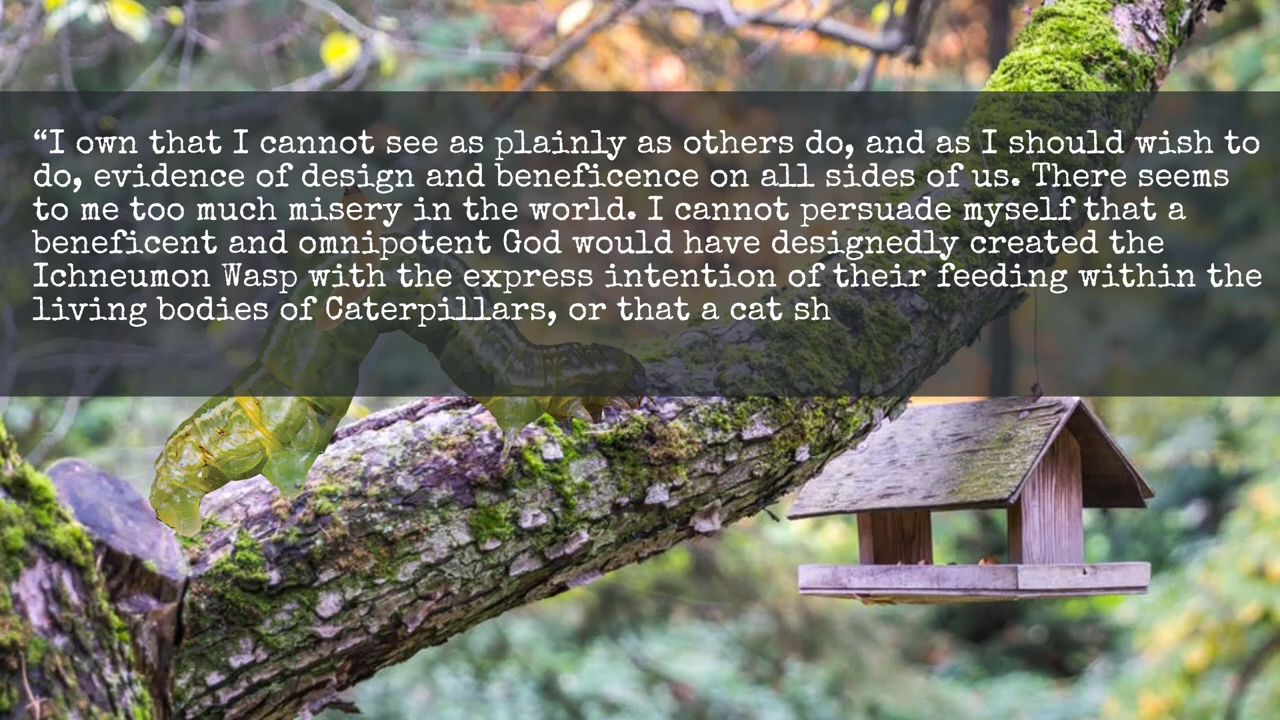 “I own that I cannot see as plainly as others do, and as I should wish to
do, evidence of design and beneficence on all sides of us. There seems
to me too much misery in the world. I cannot persuade myself that a
beneficent and omnipotent God would have designedly created the
Ichneumon Wasp with the express intention of their feeding within the
living bodies of Caterpillars, or that a cat sh